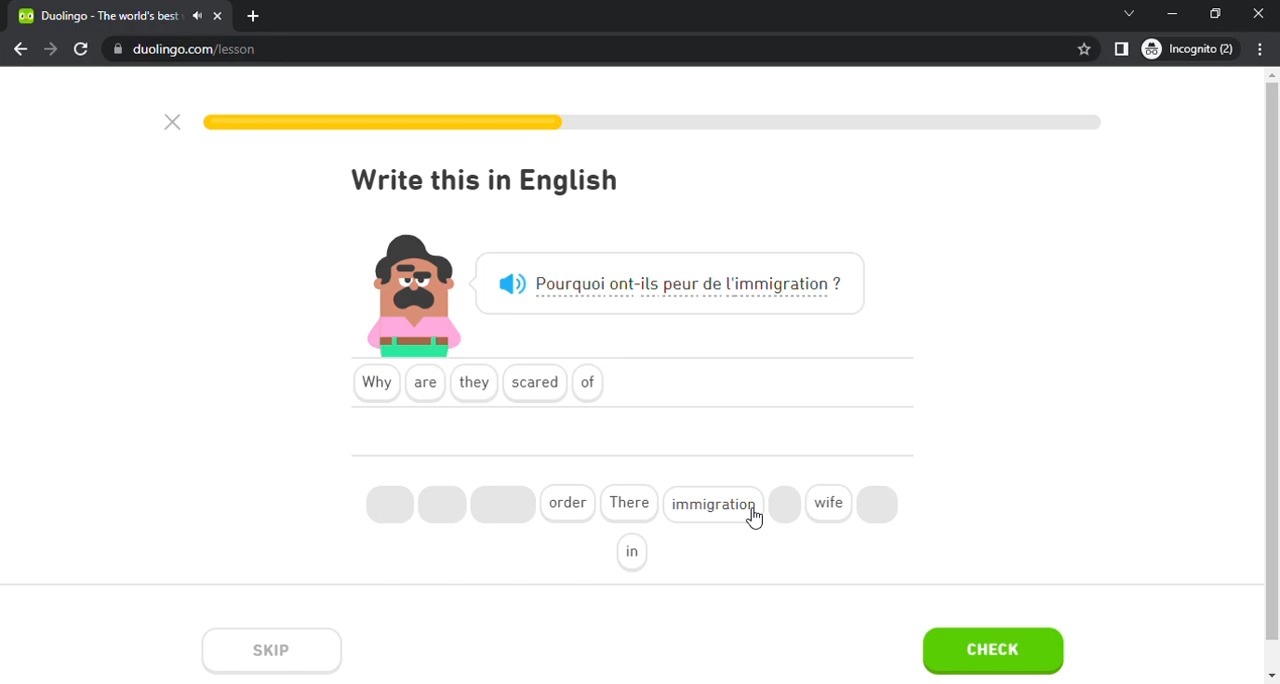 Duolingo - The world's best
duolingo.com/lesson
Incognito (2)
Write this in English
Pourquoi ont-ils peur de l'immigration ?
Why are they scared of
order There immigration wife
in
SKIP
CHECK